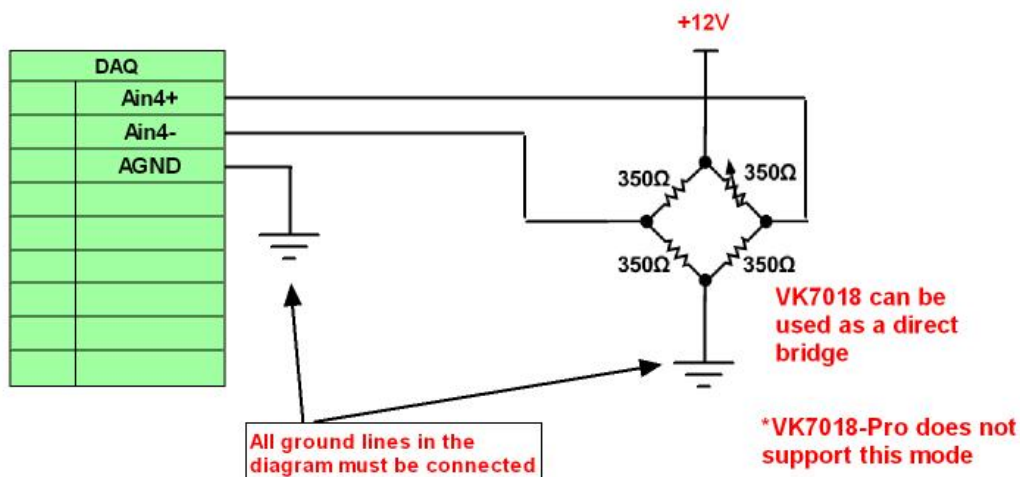 +12V
DAQ
Ain4+
Ain4-
AGND
350Ω
350Ω
350Ω
350Ω
VK7018 can be
used as a direct
bridge
All ground lines in the
diagram must be connected
*VK7018-Pro does not
support this mode